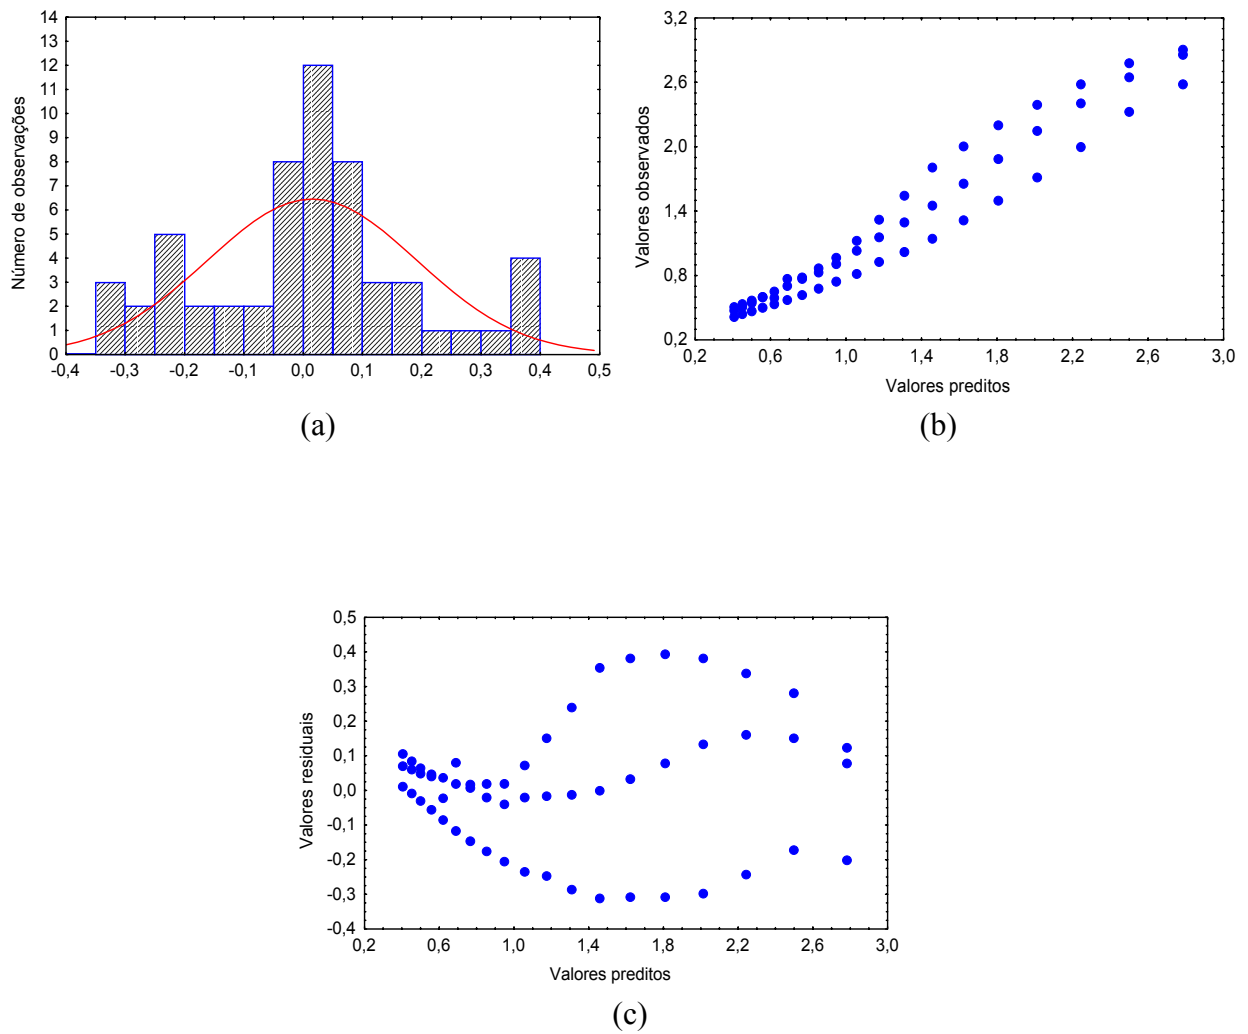 14
13
12
11
10
9
8
7
6
5
4
3
2
1
0
Número de observações
-0,4 -0,3 -0,2 -0,1 0,0 0,1 0,2 0,3 0,4 0,5
(a)
3,2
2,6
2,0
1,4
0,8
0,2
Valores observados
0,2 0,6 1,0 1,4 1,8 2,2 2,6 3,0
Valores preditos
(b)
0,5
0,4
0,3
0,2
0,1
0,0
-0,1
-0,2
-0,3
-0,4
Valores residuais
0,2 0,6 1,0 1,4 1,8 2,2 2,6 3,0
Valores preditos
(c)